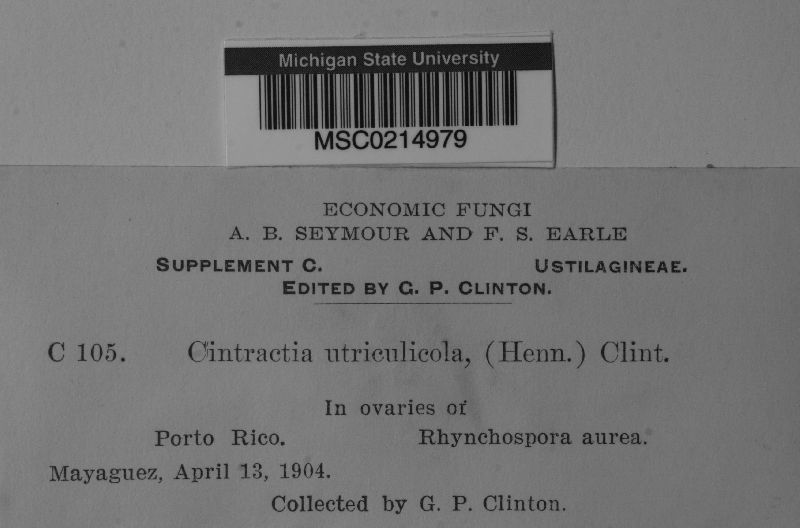 Michigan State University
MSC0214979
ECONOMIC FUNGI
A. B. SEYMOUR AND F. S. EARLE
SUPPLEMENT C. USTILAGINEAE.
EDITED BY G. P. CLINTON.
C 105. Cintractia utriculicola, (Henn.) Clint.
In ovaries of
Porto Rico. Rhynchospora aurea.
Mayaguez, April 13, 1904.
Collected by G. P. Clinton.